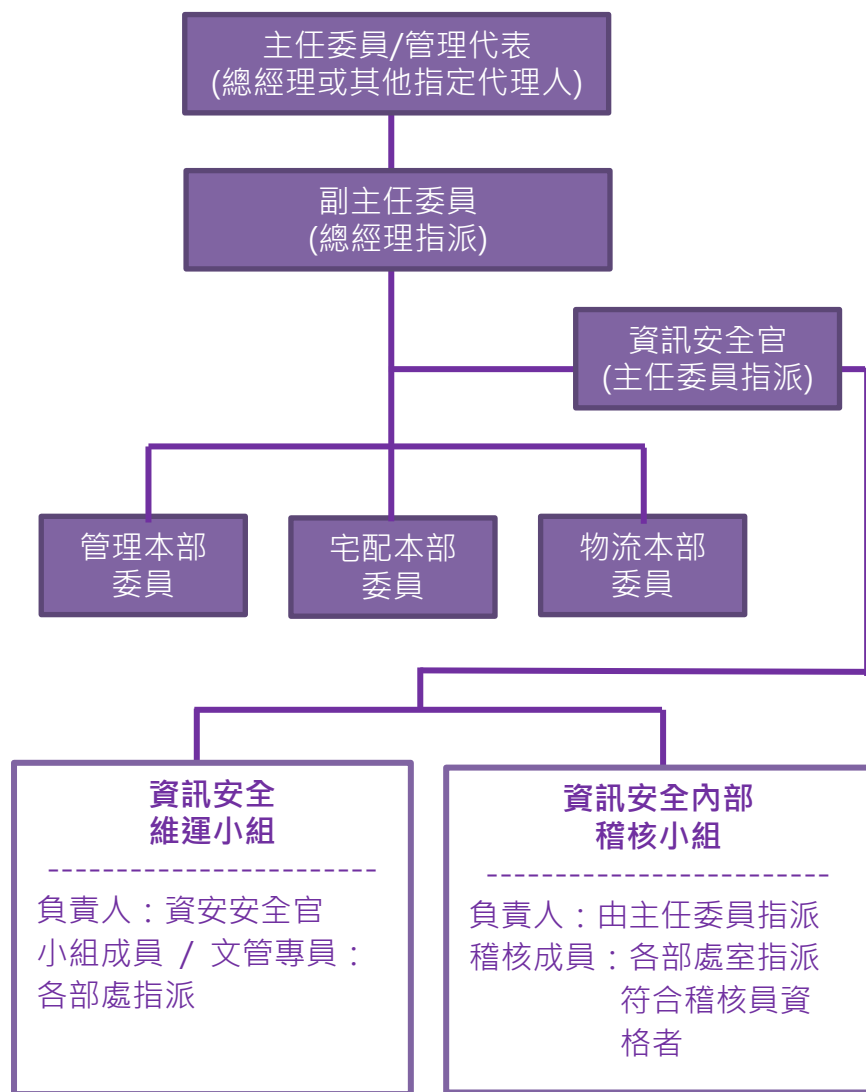 主任委員/管理代表
(總經理或其他指定代理人)
副主任委員
(總經理指派)
資訊安全官
(主任委員指派)
管理本部
委員
宅配本部
委員
物流本部
委員
資訊安全
維運小組
-------------------------
負責人：資安安全官
小組成員 / 文管專員：
各部處指派
資訊安全內部
稽核小組
--------------------------
負責人：由主任委員指派
稽核成員：各部處室指派
符合稽核員資
格者